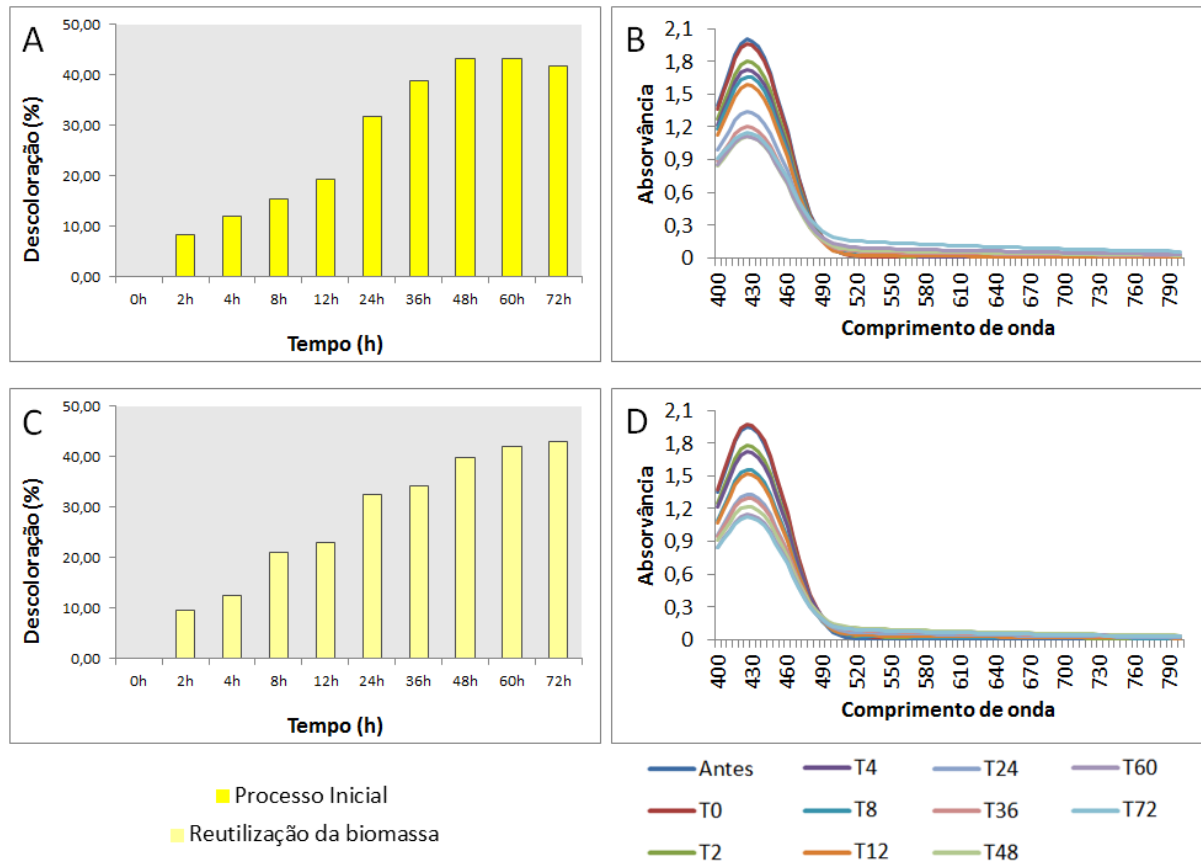 A
Descoloração (%)
50,00
40,00
30,00
20,00
10,00
0,00
0h 2h 4h 8h 12h 24h 36h 48h 60h 72h
Tempo (h)
B
Absorvância
2,1
1,8
1,5
1,2
0,9
0,6
0,3
0
400 430 460 490 520 550 580 610 640 670 700 730 760 790
Comprimento de onda
C
Descoloração (%)
50,00
40,00
30,00
20,00
10,00
0,00
0h 2h 4h 8h 12h 24h 36h 48h 60h 72h
Tempo (h)
D
Absorvância
2,1
1,8
1,5
1,2
0,9
0,6
0,3
0
400 430 460 490 520 550 580 610 640 670 700 730 760 790
Comprimento de onda
Processo Inicial
Reutilização da biomassa
Antes T4 T24 T60
T0 T8 T36 T72
T2 T12 T48